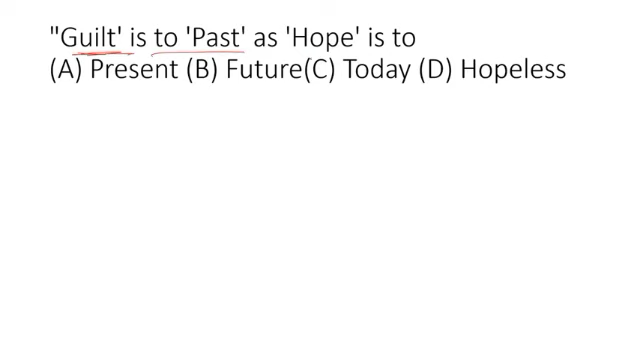 "Guilt' is to 'Past' as 'Hope' is to
(A) Present (B) Future(C) Today (D) Hopeless